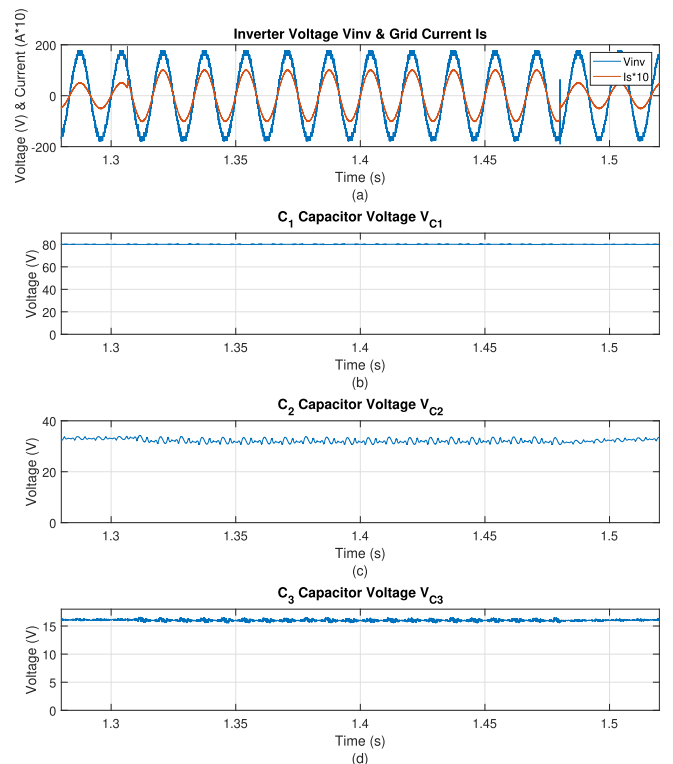 Inverter Voltage Vinv & Grid Current Is
Voltage (V) & Current (A*10)
200
0
-200
Vinv
Is*10
1.3 1.35 1.4 1.45 1.5
Time (s)
(a)
C1 Capacitor Voltage VC1
Voltage (V)
80
60
40
20
0
1.3 1.35 1.4 1.45 1.5
Time (s)
(b)
C2 Capacitor Voltage VC2
Voltage (V)
40
20
0
1.3 1.35 1.4 1.45 1.5
Time (s)
(c)
C3 Capacitor Voltage VC3
Voltage (V)
15
10
5
0
1.3 1.35 1.4 1.45 1.5
Time (s)
(d)